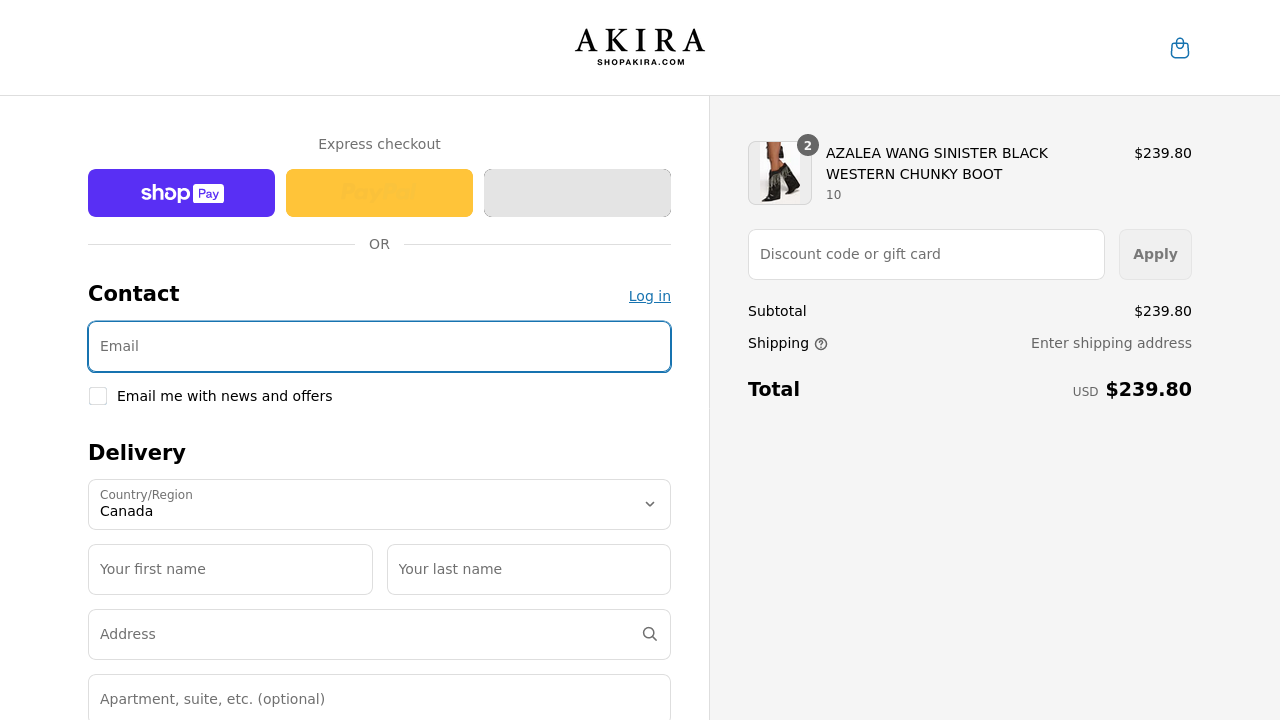 AKIRA
SHOPAKIRA.COM
Express checkout
shop Pay
PayPal
OR
Contact
Log in
Email
Email me with news and offers
Delivery
Country/Region
Canada
Your first name
Your last name
Address
Apartment, suite, etc. (optional)
2
AZALEA WANG SINISTER BLACK
WESTERN CHUNKY BOOT
10
$239.80
Discount code or gift card
Apply
Subtotal
$239.80
Shipping
Enter shipping address
Total
USD $239.80